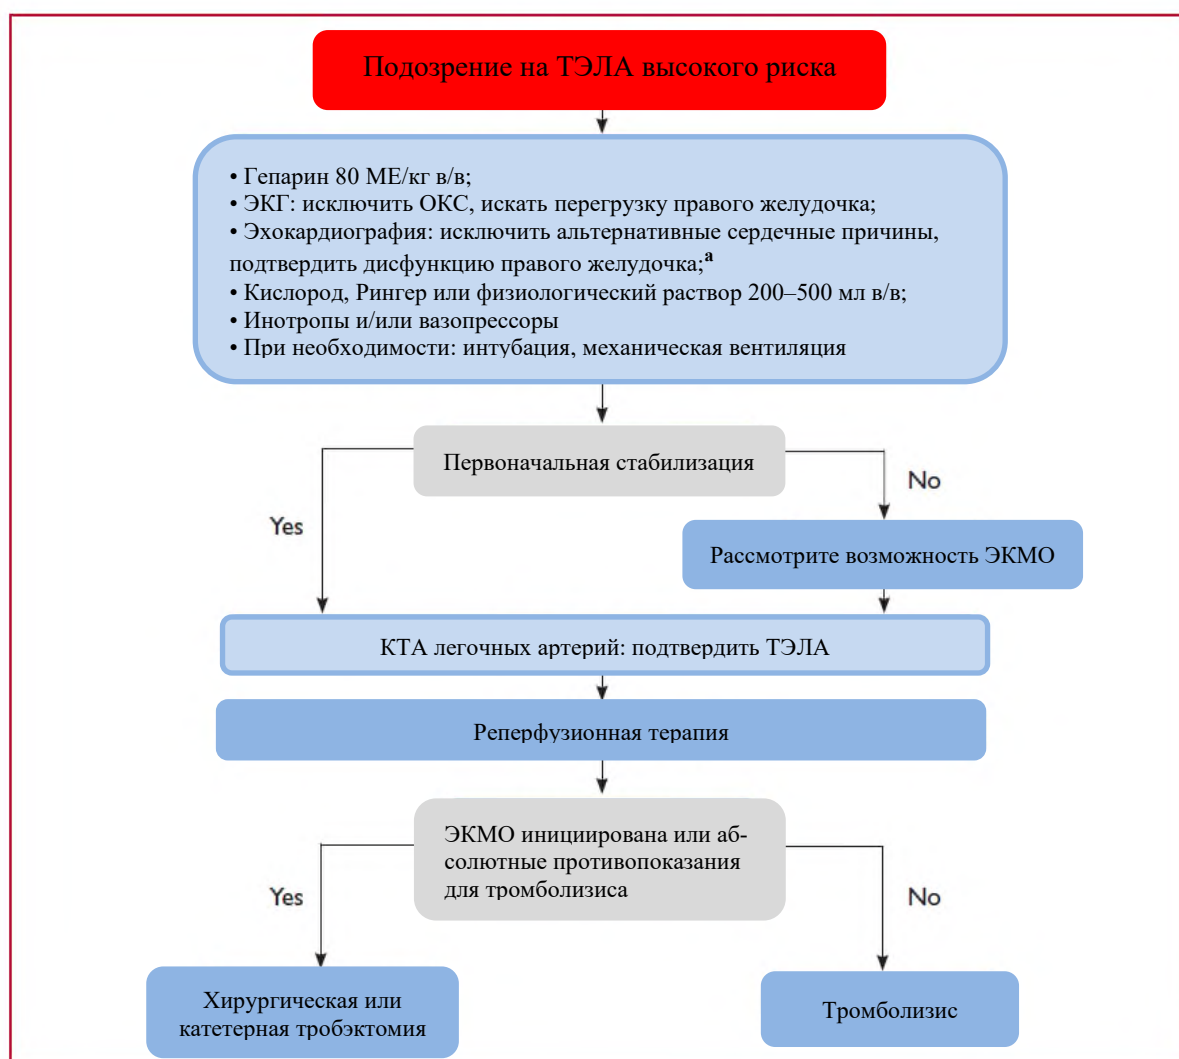 Подозрение на ТЭЛА высокого риска
• Гепарин 80 МЕ/кг в/в;
• ЭКГ: исключить ОКС, искать перегрузку правого желудочка;
• Эхокардиография: исключить альтернативные сердечные причины,
подтвердить дисфункцию правого желудочка;a
• Кислород, Рингер или физиологический раствор 200–500 мл в/в;
• Инотропы и/или вазопрессоры
• При необходимости: интубация, механическая вентиляция
Первоначальная стабилизация
No
Yes
Рассмотрите возможность ЭКМО
КТА легочных артерий: подтвердить ТЭЛА
Реперфузионная терапия
ЭКМО инициирована или аб-
солютные противопоказания
для тромболизиса
Yes
No
Хирургическая или
катетерная тробэктомия
Тромболизис